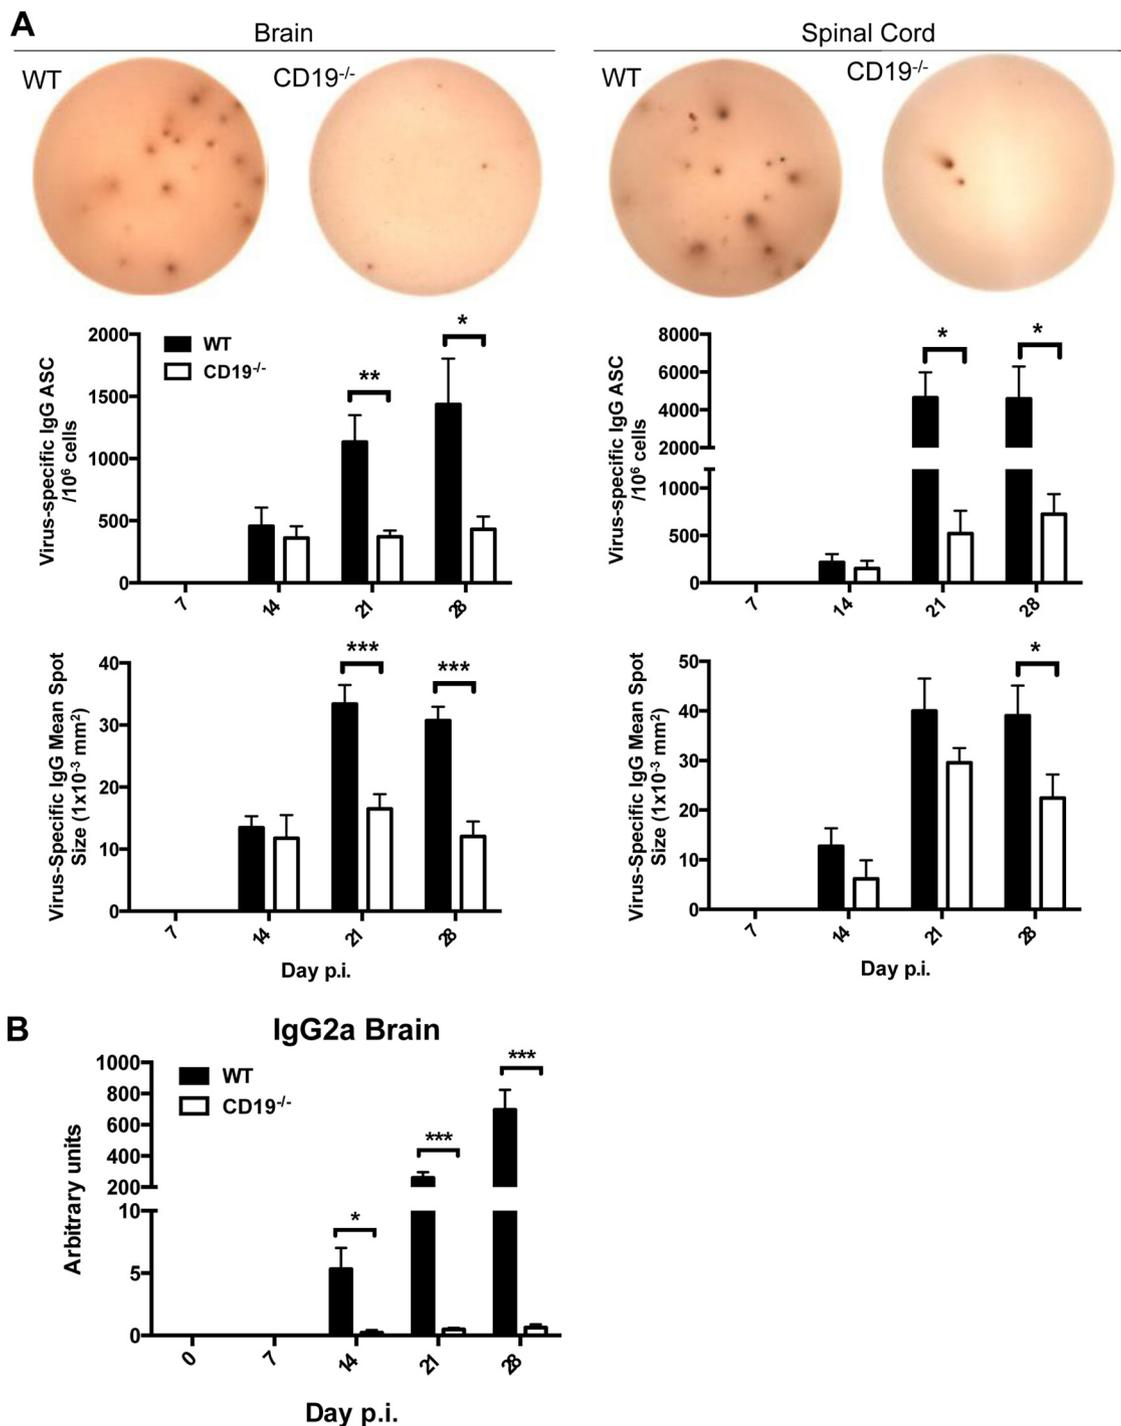 A
Brain
Spinal Cord
WT
CD19-/-
WT
CD19-/-
Virus-specific IgG ASC
/10⁶ cells
2000
1500
1000
500
0
WT
CD19-/-
**
*
7
14
21
28
Virus-specific IgG ASC
/10⁶ cells
8000
6000
4000
2000
1000
500
0
*
*
7
14
21
28
Virus-Specific IgG Mean Spot
Size (1x10⁻³ mm²)
40
30
20
10
0
***
***
7
14
21
28
Day p.i.
Virus-Specific IgG Mean Spot
Size (1x10⁻³ mm²)
50
40
30
20
10
0
*
7
14
21
28
Day p.i.
B
IgG2a Brain
Arbitrary units
1000
800
600
400
200
10
5
0
WT
CD19-/-
*
***
***
0
7
14
21
28
Day p.i.